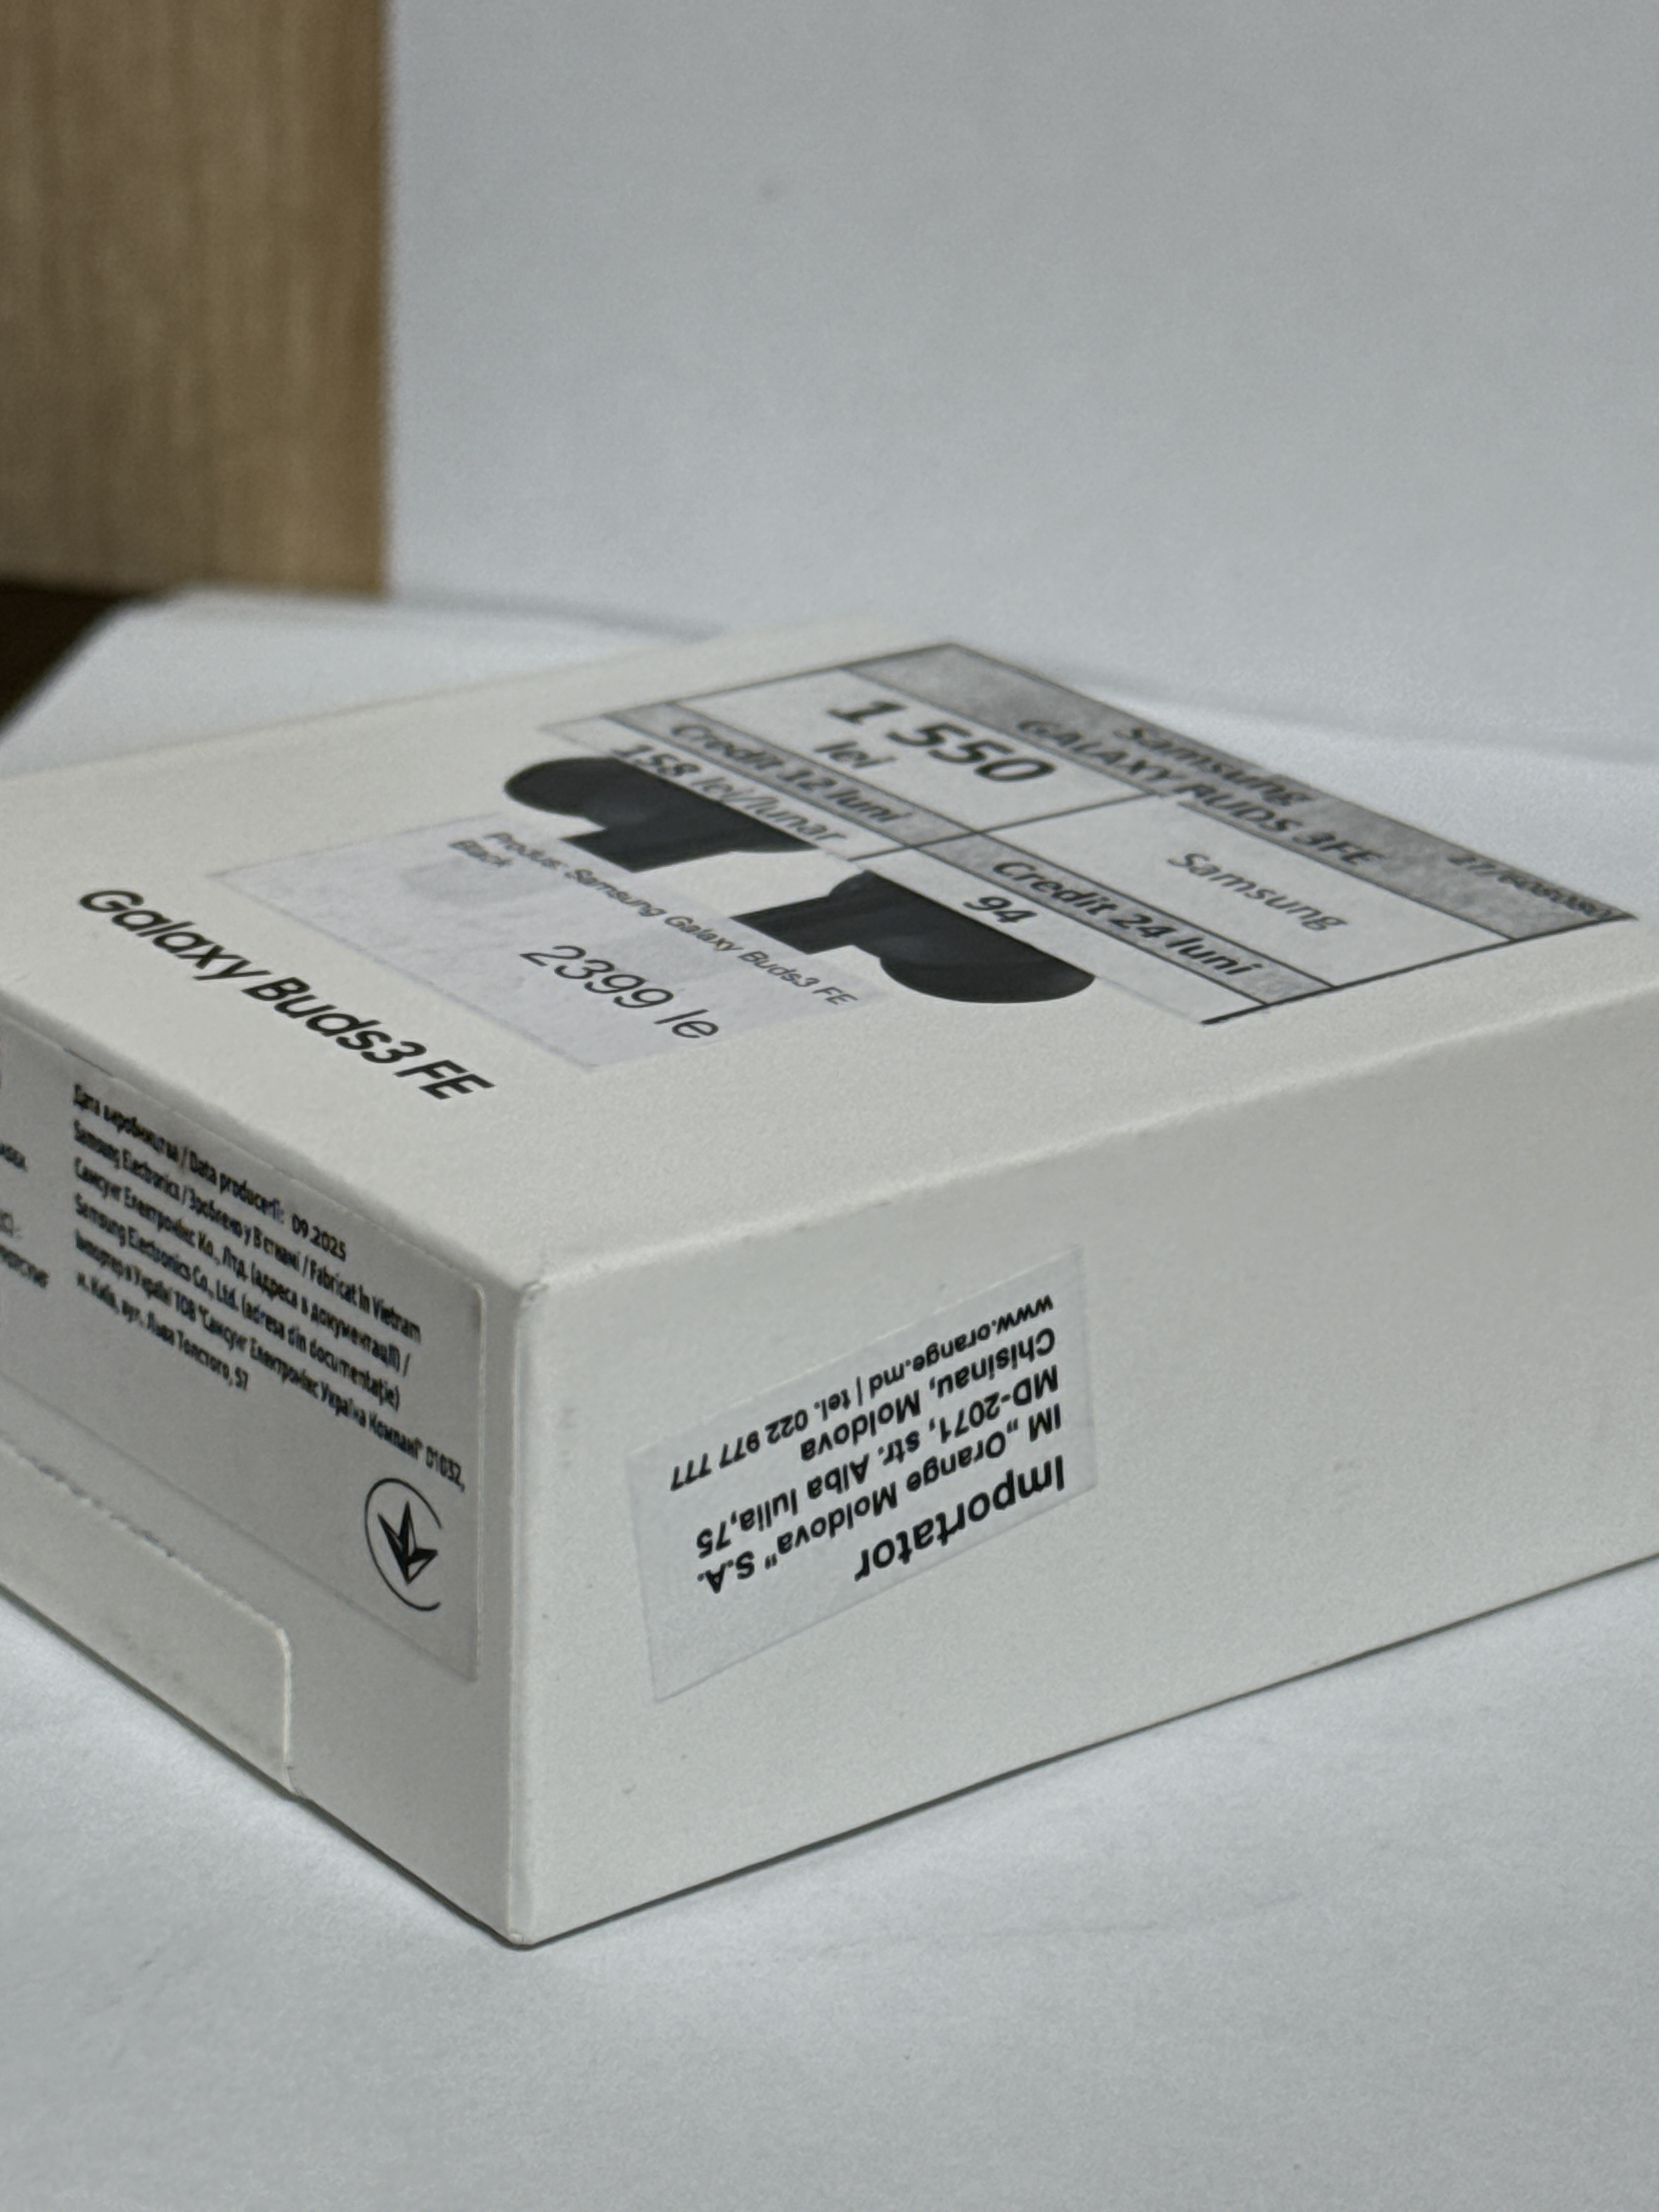 Samsung
GALAXY BUDS 3FE
1 550
lei
Samsung
Credit 12 luni
Credit 24 luni
158 lei/lunar
94
Produs: Samsung Galaxy Buds3 FE
Black
2399 le
Galaxy Buds3 FE
Дата виробництва / Data producerii: 09.2025
Samsung Electronics / Зроблено у В'єтнамі / Fabricat în Vietnam
Самсунг Електронікс Ко., Лтд. (адреса в документації) /
Samsung Electronics Co., Ltd. (adresa din documentație)
Імпортер в Україні ТОВ "Самсунг Електронікс Україна Компані" 01032,
м. Київ, вул. Льва Толстого, 57
Importator
IM „Orange Moldova" S.A.
MD-2071, str. Alba Iulia,75
Chisinau, Moldova
www.orange.md | tel. 022 977 777